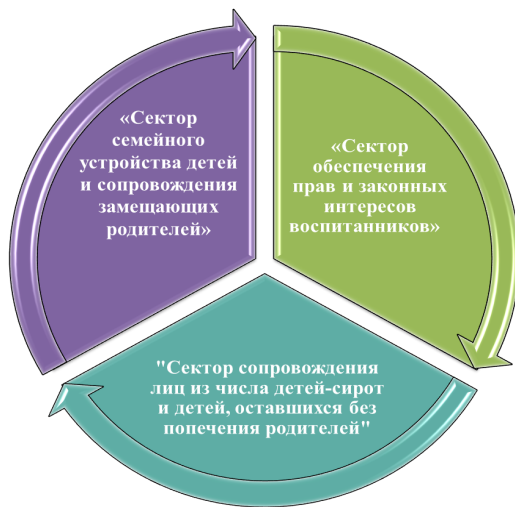 «Сектор
семейного
устройства детей
и сопровождения
замещающих
родителей»
«Сектор
обеспечения
прав и законных
интересов
воспитанников»
"Сектор сопровождения
лиц из числа детей-сирот
и детей, оставшихся без
попечения родителей"